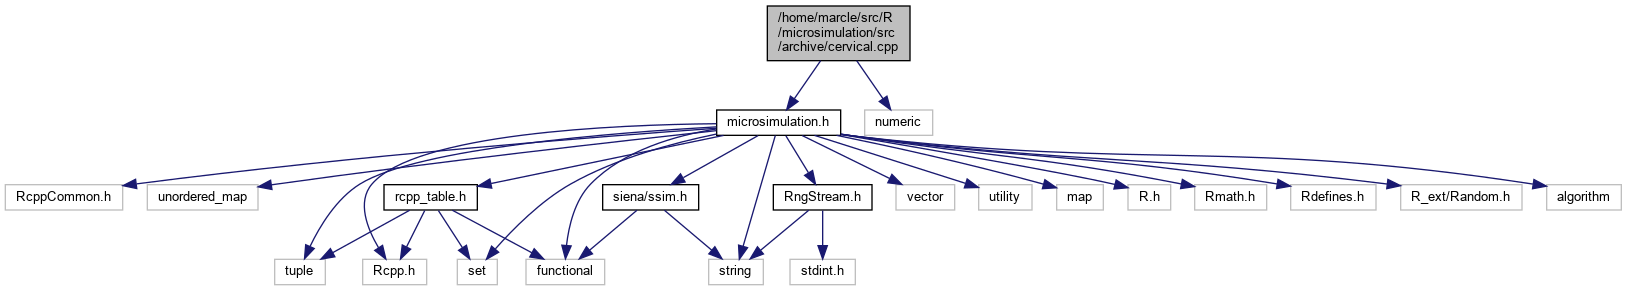 /home/marcle/src/R
/microsimulation/src
/archive/cervical.cpp
microsimulation.h
numeric
RcppCommon.h
unordered_map
rcpp_table.h
siena/ssim.h
RngStream.h
vector
utility
map
R.h
Rmath.h
Rdefines.h
R_ext/Random.h
algorithm
tuple
Rcpp.h
set
functional
string
stdint.h